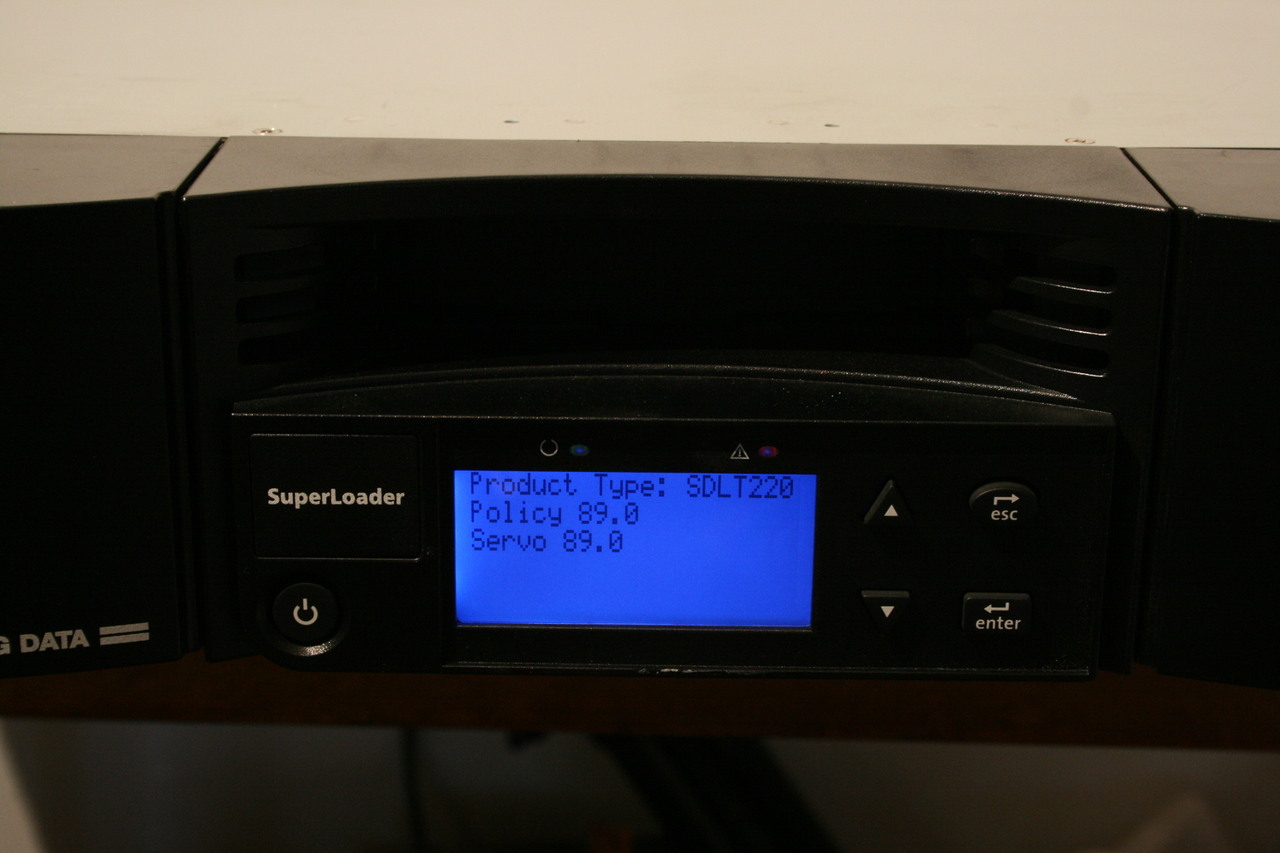 SuperLoader
Product Type: SDLT220
Policy 89.0
Servo 89.0
esc
enter
G DATA